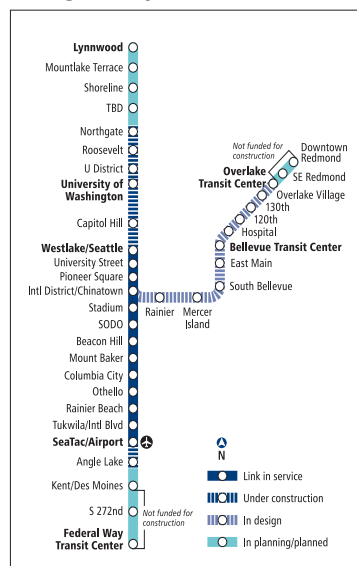 Lynnwood
Mountlake Terrace
Shoreline
TBD
Northgate
Roosevelt
U District
University of
Washington
Capitol Hill
Westlake/Seattle
University Street
Pioneer Square
Intl District/Chinatown
Stadium
SODO
Beacon Hill
Mount Baker
Columbia City
Othello
Rainier Beach
Tukwila/Intl Blvd
SeaTac/Airport
Angle Lake
Kent/Des Moines
S 272nd
Federal Way
Transit Center
Not funded for
construction
Not funded for
construction
Downtown
Redmond
SE Redmond
Overlake
Transit Center
Overlake Village
130th
120th
Hospital
Bellevue Transit Center
East Main
South Bellevue
Mercer
Island
Rainier
N
Link in service
Under construction
In design
In planning/planned